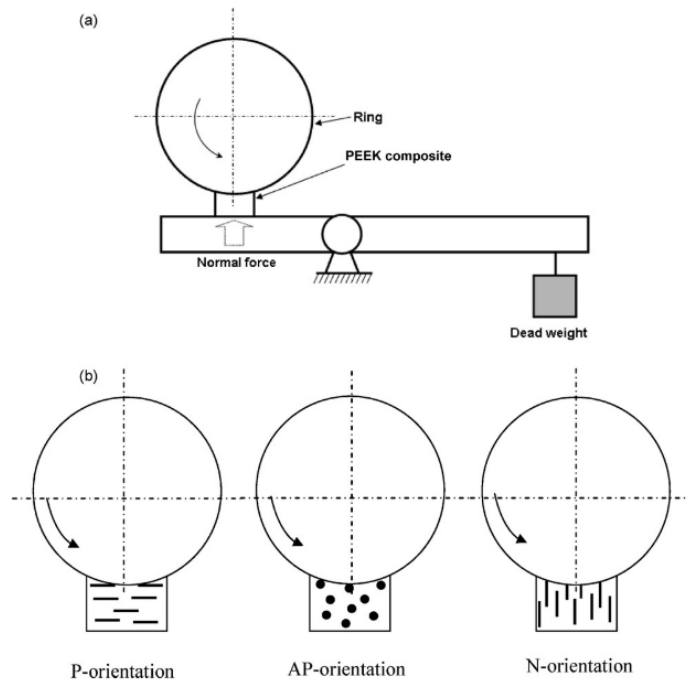 (a)
Ring
PEEK composite
Normal force
Dead weight
(b)
P-orientation
AP-orientation
N-orientation